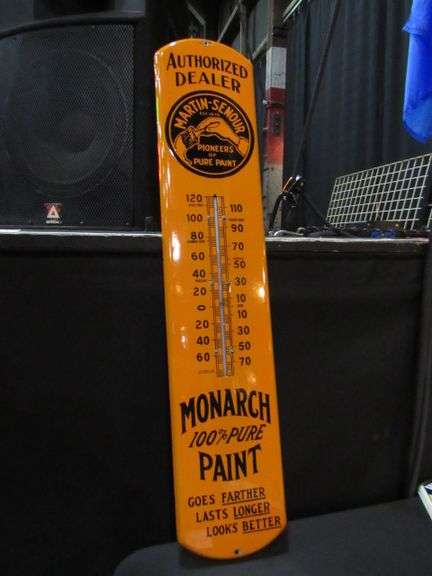 AUTHORIZED
DEALER
MARTIN-SENOUR
PIONEERS
OF
PURE PAINT
120
110
100
90
80
70
60
50
40
30
20
10
0
10
20
30
40
50
60
70
MONARCH
100% PURE
PAINT
GOES FARTHER
LASTS LONGER
LOOKS BETTER